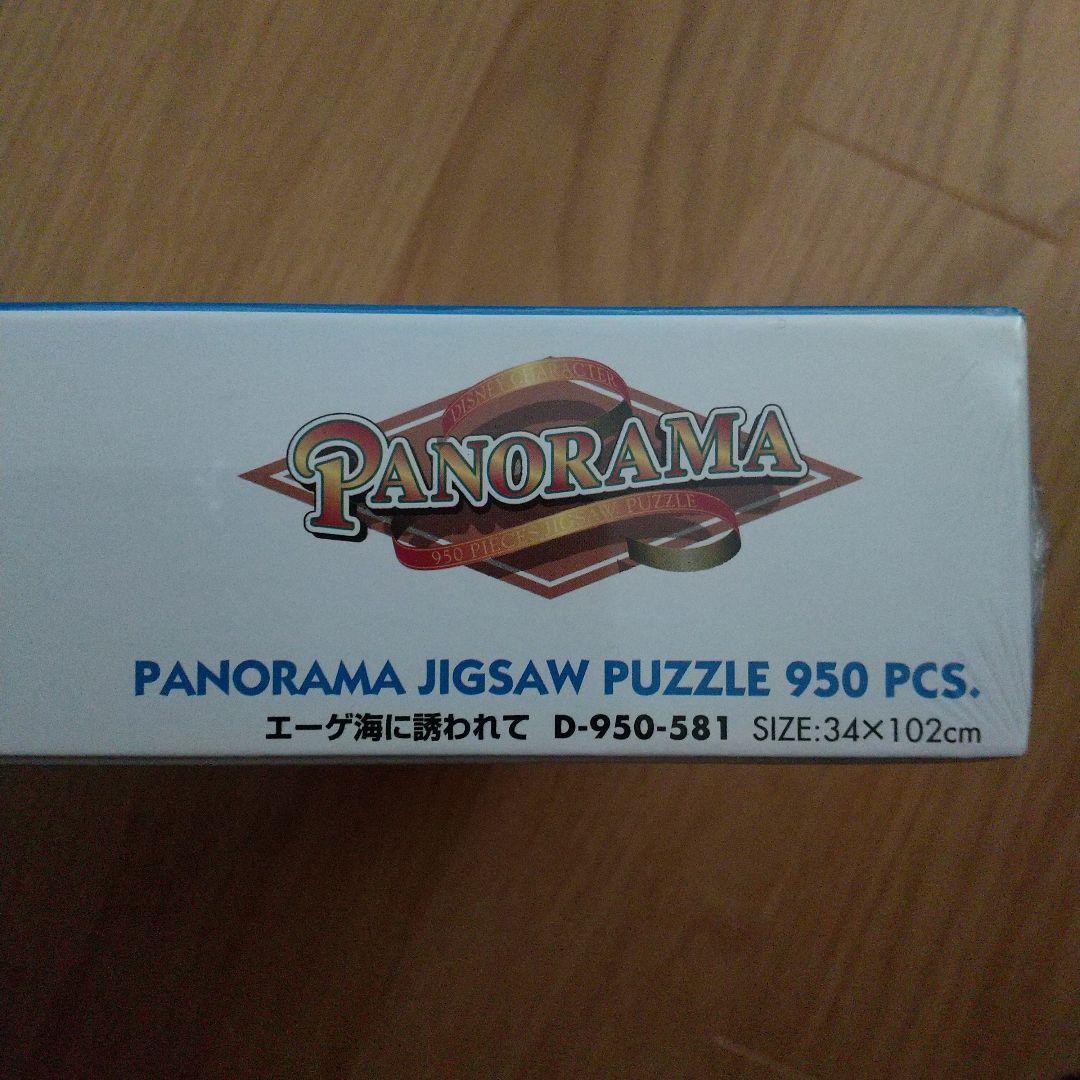 DISNEY CHARACTER
PANORAMA
950 PIECES JIGSAW PUZZLE
PANORAMA JIGSAW PUZZLE 950 PCS.
エーゲ海に誘われて D-950-581 SIZE:34×102cm